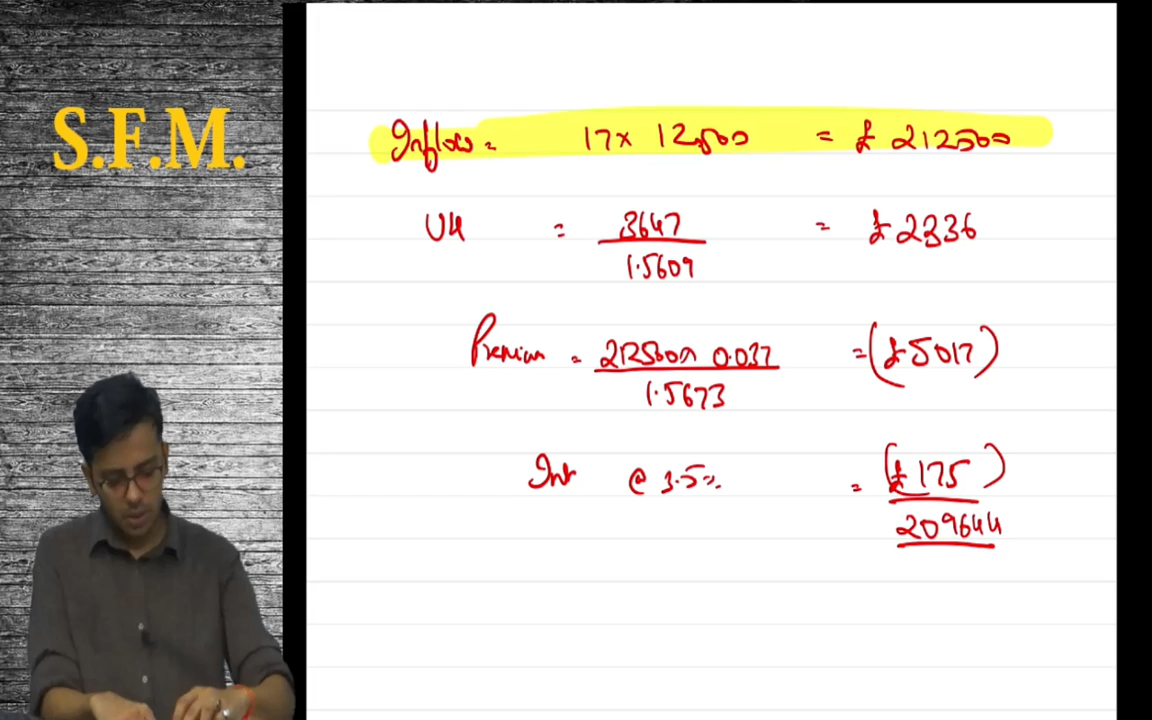 S.F.M.
Inflow = 17 x 12500 = £ 212500
= 3647 / 1.5609 = £2336
Premium = 212500 x 0.037 / 1.5673 = (£5017)
Int @ 3.5% = (£175)
209644